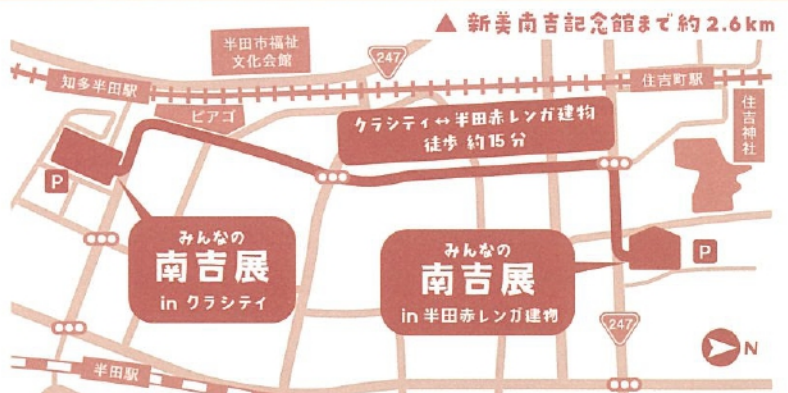 ▲ 新美南吉記念館まで約2.6km
半田市福祉
文化会館
247
知多半田駅
住吉町駅
ピアゴ
クラシティ↔半田赤レンガ建物
徒歩 約15分
住吉神社
P
みんなの
南吉展
in クラシティ
みんなの
南吉展
in 半田赤レンガ建物
P
247
N
半田駅